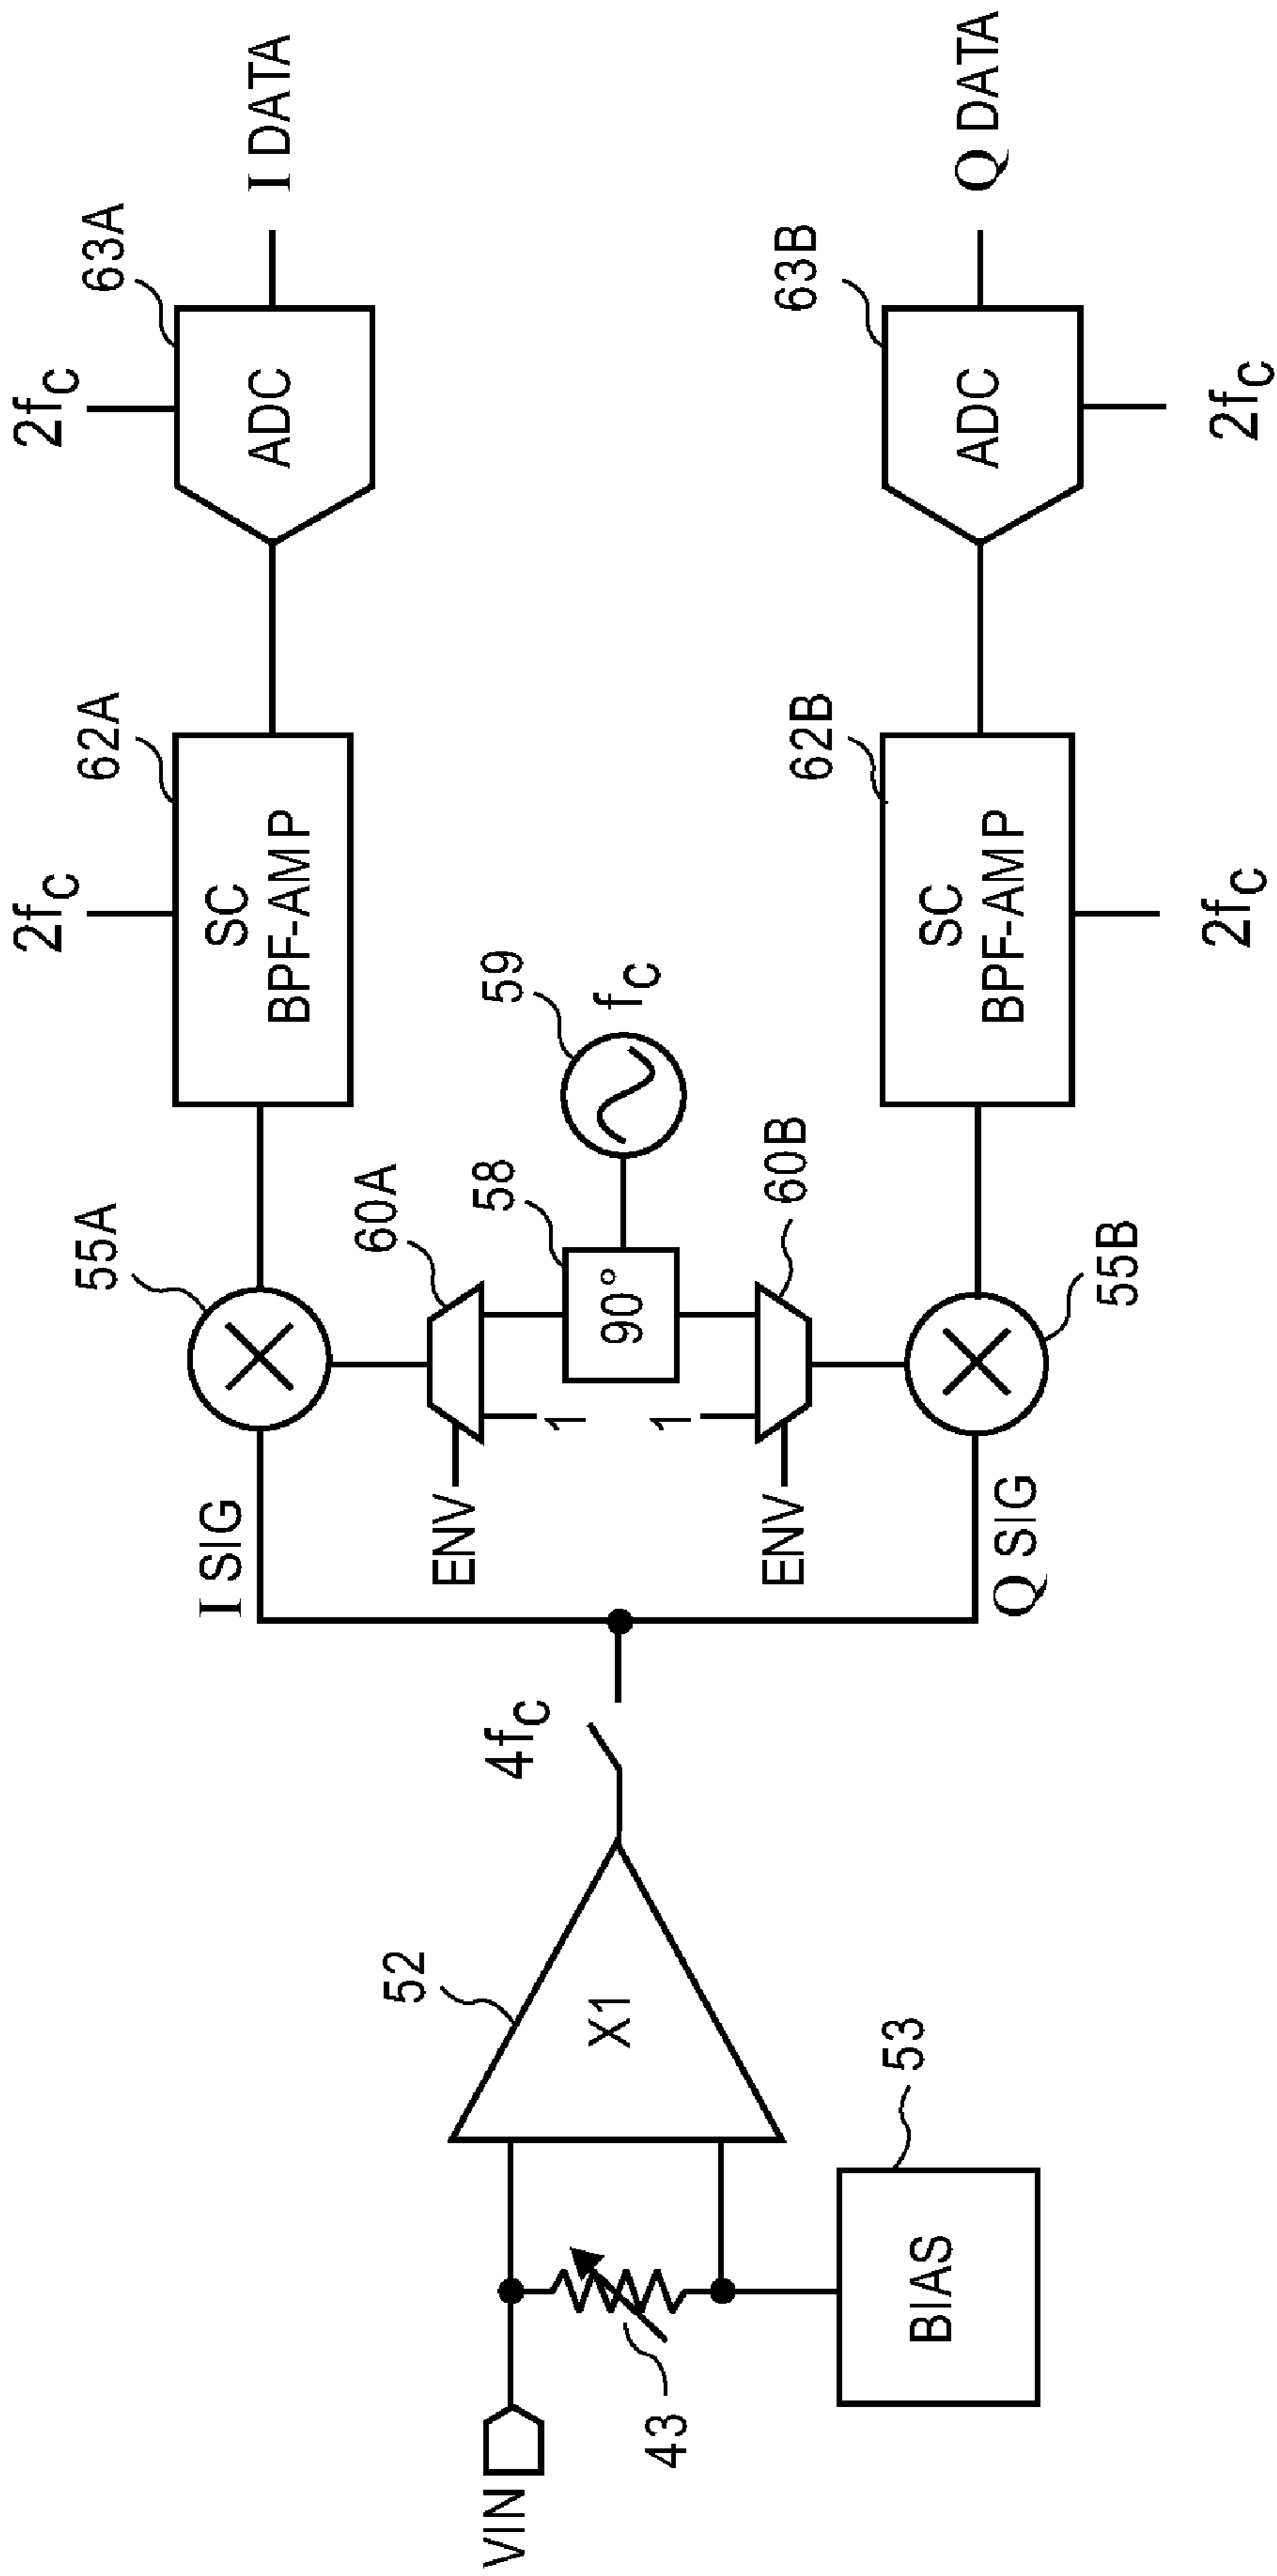 2fc
63A
ADC
I DATA
2fc
62A
SC
BPF-AMP
55A
I SIG
60A
ENV
1
58
90°
59
fc
4fc
52
X1
VIN
43
53
BIAS
1
ENV
60B
Q SIG
55B
62B
SC
BPF-AMP
2fc
63B
ADC
2fc
Q DATA